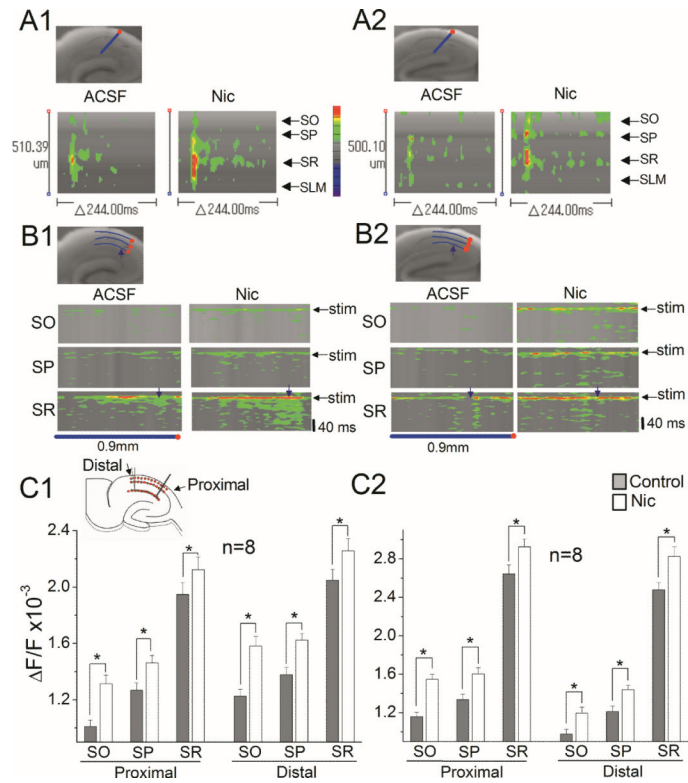 A1
A2
ACSF Nic
ACSF Nic
510.39
um
SO
SP
SR
SLM
500.10
um
SO
SP
SR
SLM
Δ244.00ms Δ244.00ms
Δ244.00ms Δ244.00ms
B1
B2
ACSF Nic
ACSF Nic
SO stim
SP stim
SR stim
40 ms
0.9mm
SO stim
SP stim
SR stim
40 ms
0.9mm
C1
Distal
Proximal
n=8
ΔF/F x10-3
2.4
2.0
1.6
1.2
* * * * * *
SO SP SR SO SP SR
Proximal Distal
C2
Control
Nic
n=8
2.8
2.4
2.0
1.6
1.2
* * * * * *
SO SP SR SO SP SR
Proximal Distal